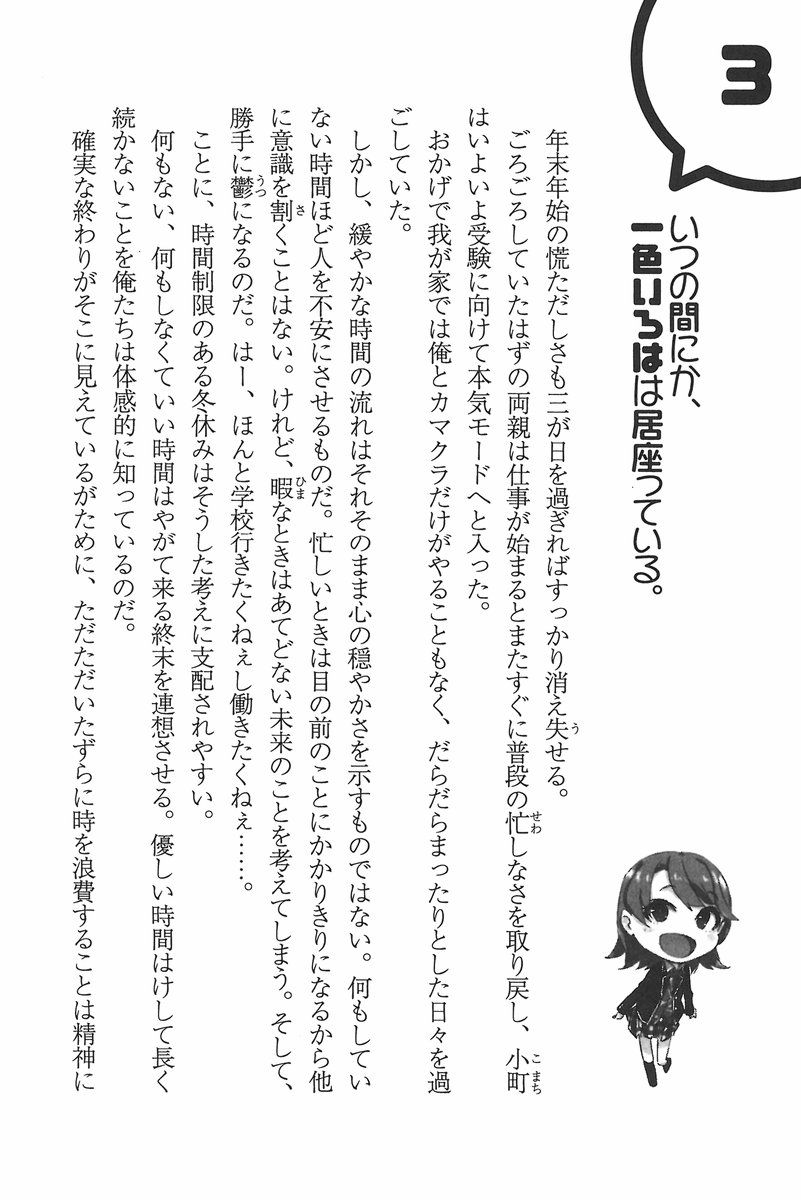 3
いつの間にか、
一色いろはは居座っている。
年末年始の慌ただしさも三が日を過ぎればすっかり消え失せる。
ごろごろしていたはずの両親は仕事が始まるとまたすぐに普段の忙しなさを取り戻し、小町
はいよいよ受験に向けて本気モードへと入った。
おかげで我が家では俺とカマクラだけがやることもなく、だらだらまったりとした日々を過
ごしていた。
しかし、緩やかな時間の流れはそれそのまま心の穏やかさを示すものではない。何もしてい
ない時間ほど人を不安にさせるものだ。忙しいときは目の前のことにかかりきりになるから他
に意識を割くことはない。けれど、暇なときはあてどない未来のことを考えてしまう。そして、
勝手に鬱になるのだ。はー、ほんと学校行きたくねぇし働きたくねぇ……。
ことに、時間制限のある冬休みはそうした考えに支配されやすい。
何もない、何もしなくていい時間はやがて来る終末を連想させる。優しい時間はけして長く
続かないことを俺たちは体感的に知っているのだ。
確実な終わりがそこに見えているがために、ただただいたずらに時を浪費することは精神に